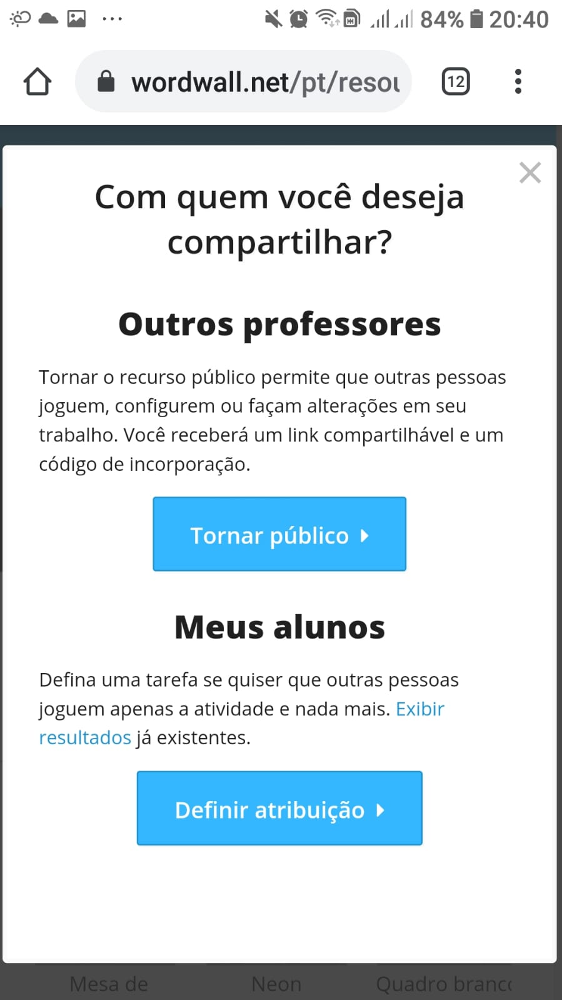 84% 20:40
wordwall.net/pt/resou
12
Com quem você deseja
compartilhar?
Outros professores
Tornar o recurso público permite que outras pessoas
joguem, configurem ou façam alterações em seu
trabalho. Você receberá um link compartilhável e um
código de incorporação.
Tornar público
Meus alunos
Defina uma tarefa se quiser que outras pessoas
joguem apenas a atividade e nada mais. Exibir
resultados já existentes.
Definir atribuição
Mesa de Neon Quadro branco